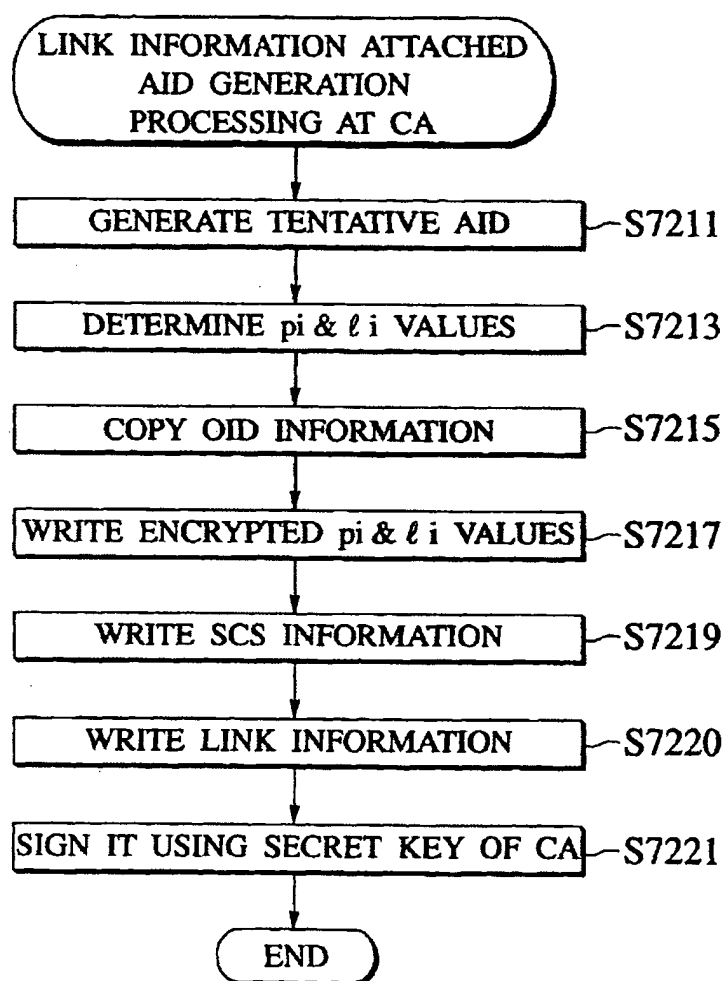 LINK INFORMATION ATTACHED
AID GENERATION
PROCESSING AT CA
GENERATE TENTATIVE AID S7211
DETERMINE pi & ℓ i VALUES S7213
COPY OID INFORMATION S7215
WRITE ENCRYPTED pi & ℓ i VALUES S7217
WRITE SCS INFORMATION S7219
WRITE LINK INFORMATION S7220
SIGN IT USING SECRET KEY OF CA S7221
END